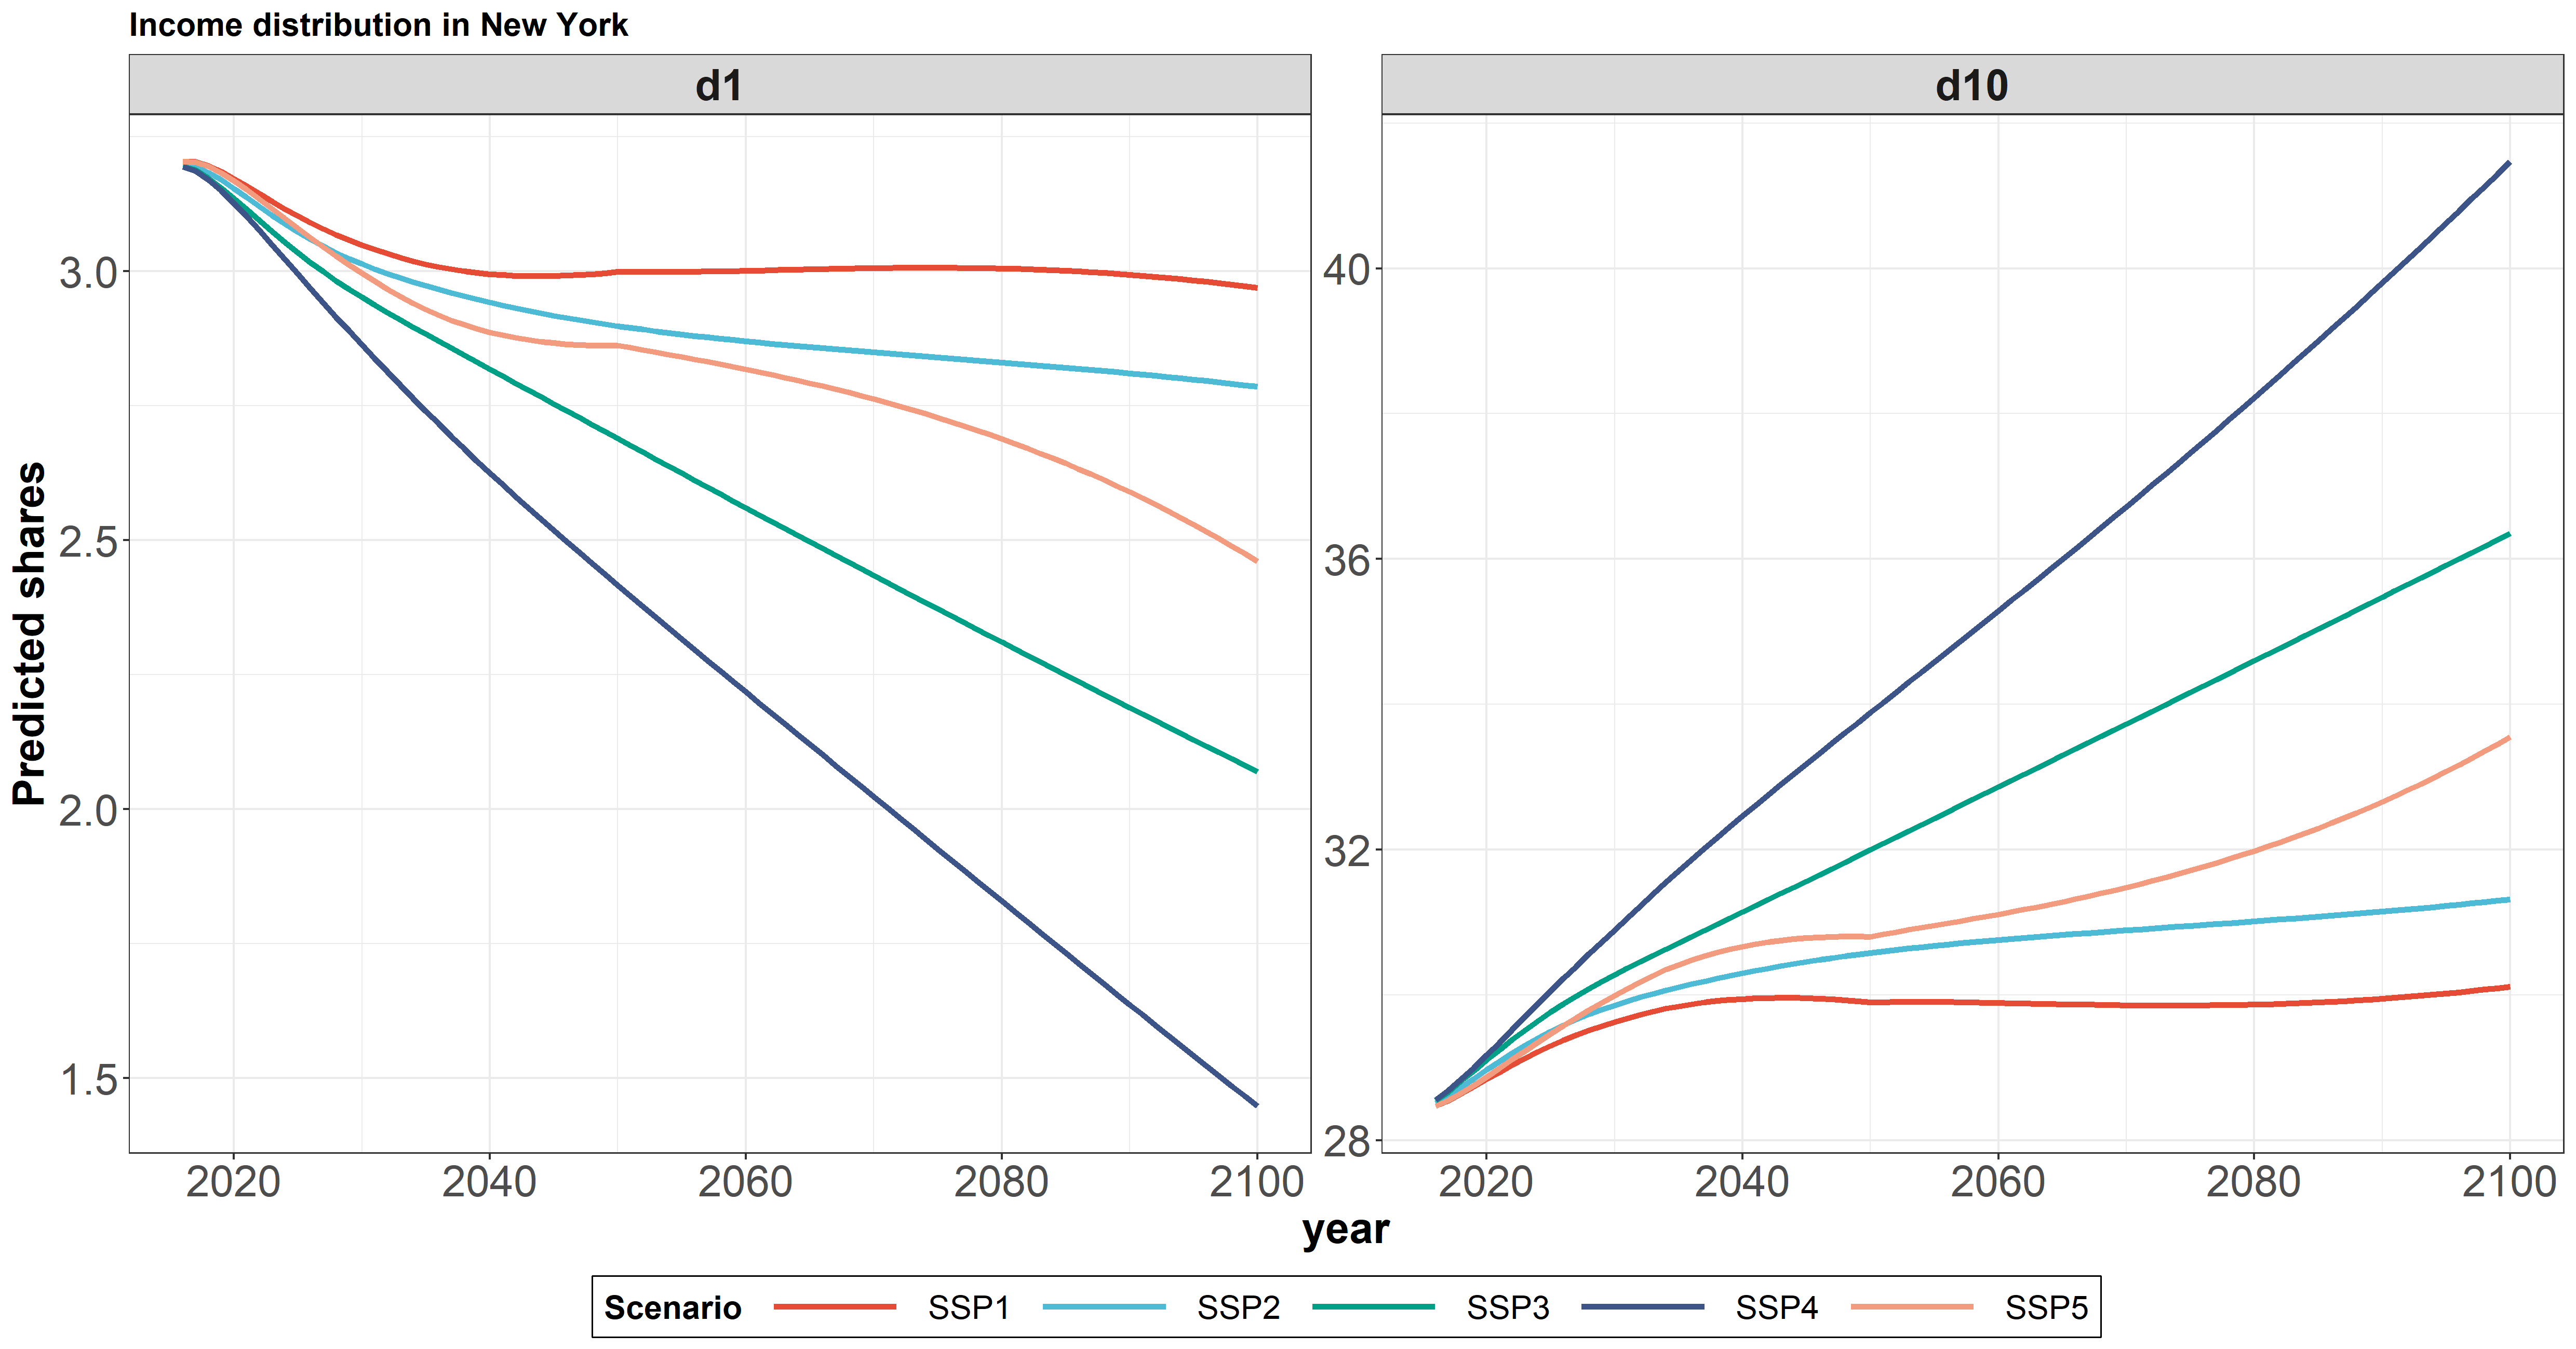 Income distribution in New York
d1
d10
Predicted shares
3.0
2.5
2.0
1.5
40
36
32
28
2020 2040 2060 2080 2100
2020 2040 2060 2080 2100
year
Scenario SSP1 SSP2 SSP3 SSP4 SSP5